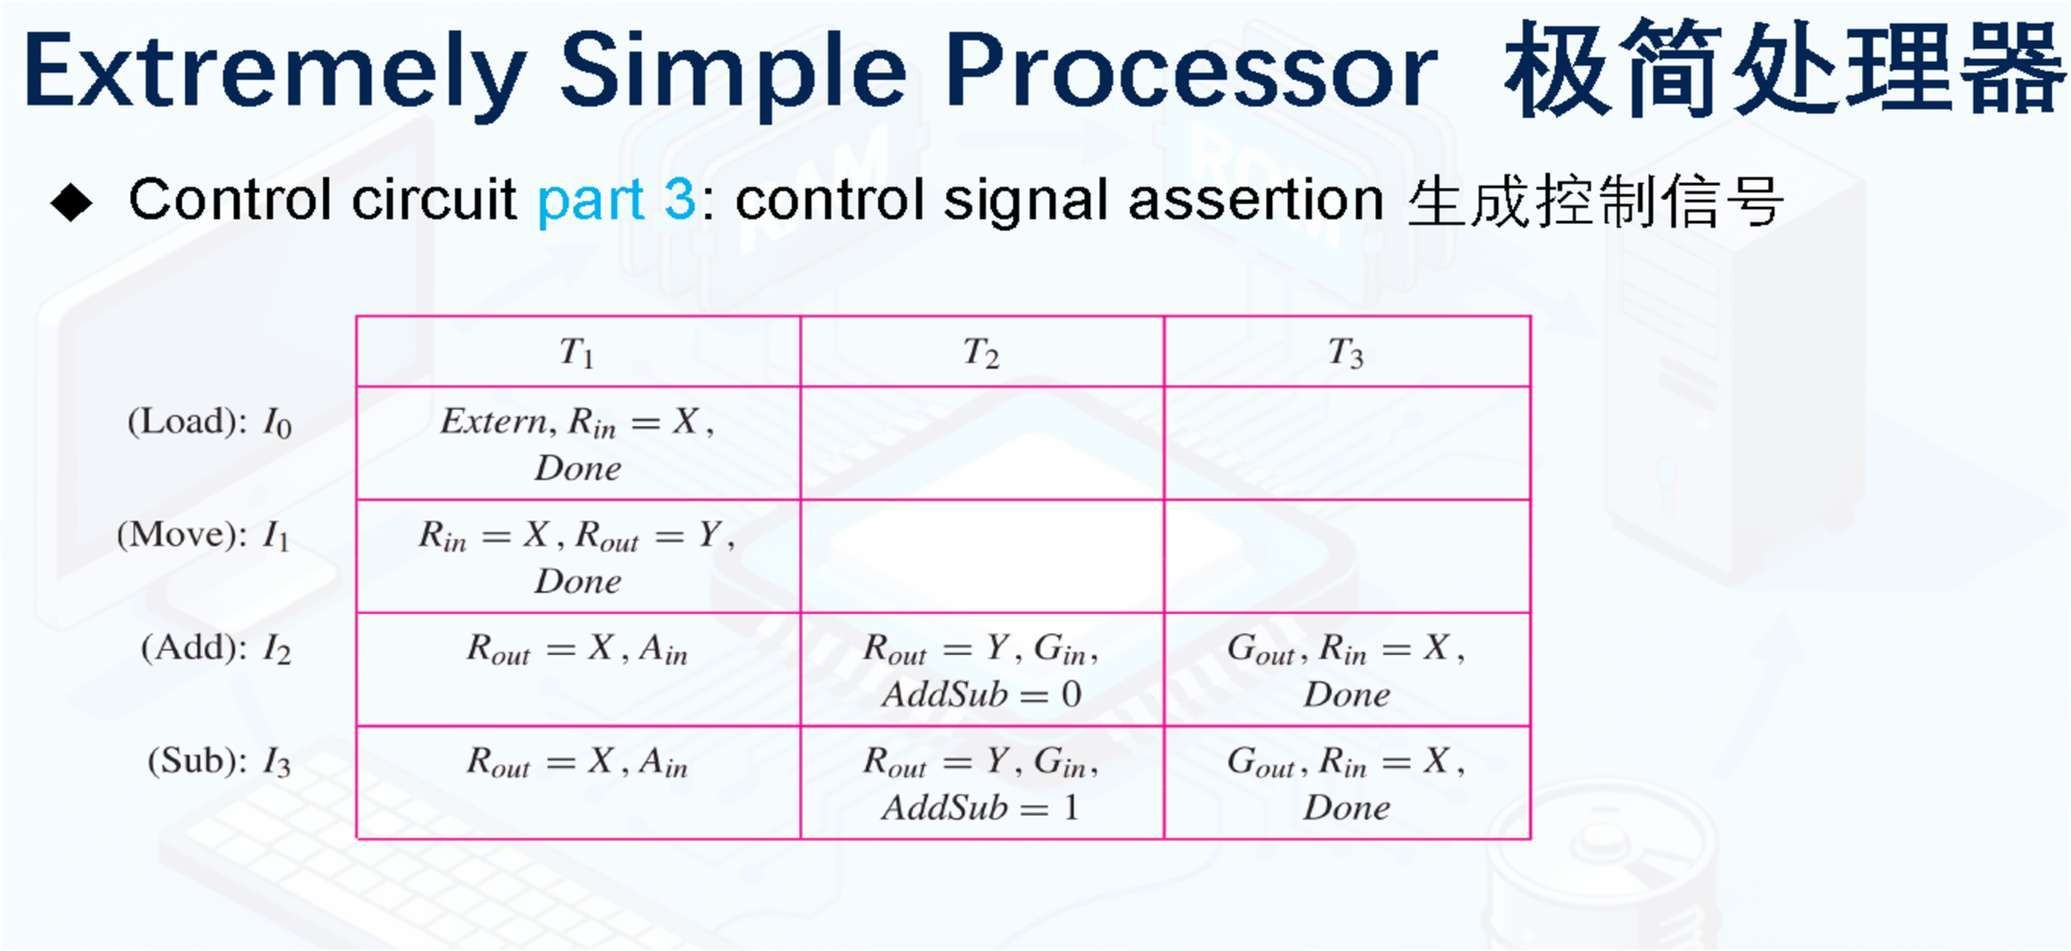 Extremely Simple Processor 极简处理器
◆ Control circuit part 3: control signal assertion 生成控制信号
T1 T2 T3
(Load): I0 Extern, Rin = X,
Done
(Move): I1 Rin = X, Rout = Y,
Done
(Add): I2 Rout = X, Ain Rout = Y, Gin, Gout, Rin = X,
AddSub = 0 Done
(Sub): I3 Rout = X, Ain Rout = Y, Gin, Gout, Rin = X,
AddSub = 1 Done
RAM